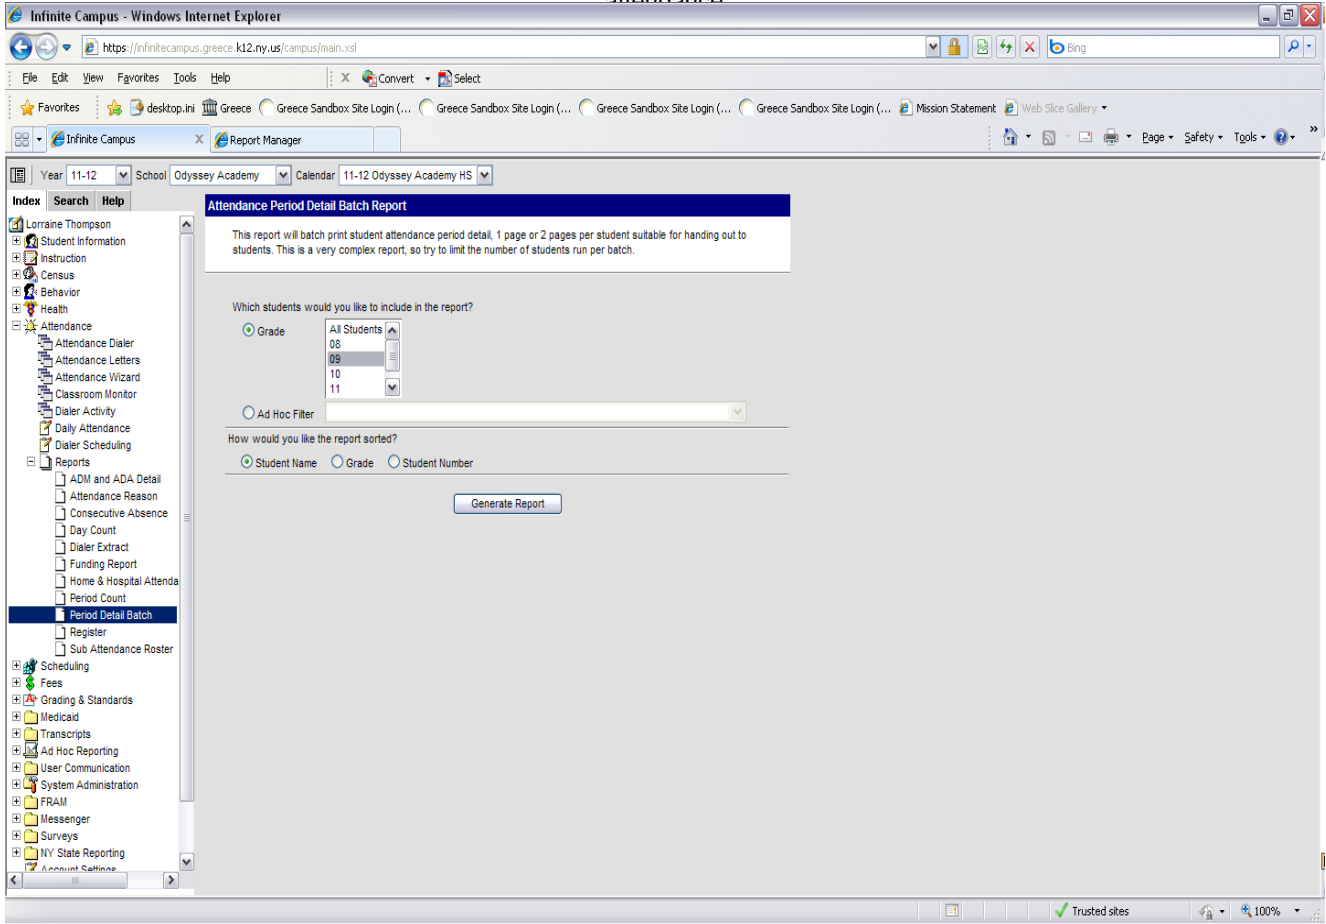 attendance
Infinite Campus - Windows Internet Explorer
https://infinitecampus.greece.k12.ny.us/campus/main.xsl
Bing
File Edit View Favorites Tools Help
X Convert Select
Favorites desktop.ini Greece Greece Sandbox Site Login (... Greece Sandbox Site Login (... Greece Sandbox Site Login (... Greece Sandbox Site Login (... Mission Statement Web Slice Gallery
Infinite Campus X Report Manager Page Safety Tools »
Year 11-12 School Odyssey Academy Calendar 11-12 Odyssey Academy HS
Index Search Help
Lorraine Thompson
Student Information
Instruction
Census
Behavior
Health
Attendance
Attendance Dialer
Attendance Letters
Attendance Wizard
Classroom Monitor
Dialer Activity
Daily Attendance
Dialer Scheduling
Reports
ADM and ADA Detail
Attendance Reason
Consecutive Absence
Day Count
Dialer Extract
Funding Report
Home & Hospital Attenda
Period Count
Period Detail Batch
Register
Sub Attendance Roster
Scheduling
Fees
Grading & Standards
Medicaid
Transcripts
Ad Hoc Reporting
User Communication
System Administration
FRAM
Messenger
Surveys
NY State Reporting
Account Settings
Attendance Period Detail Batch Report
This report will batch print student attendance period detail, 1 page or 2 pages per student suitable for handing out to
students. This is a very complex report, so try to limit the number of students run per batch.
Which students would you like to include in the report?
Grade
All Students
08
09
10
11
Ad Hoc Filter
How would you like the report sorted?
Student Name Grade Student Number
Generate Report
Trusted sites 100%